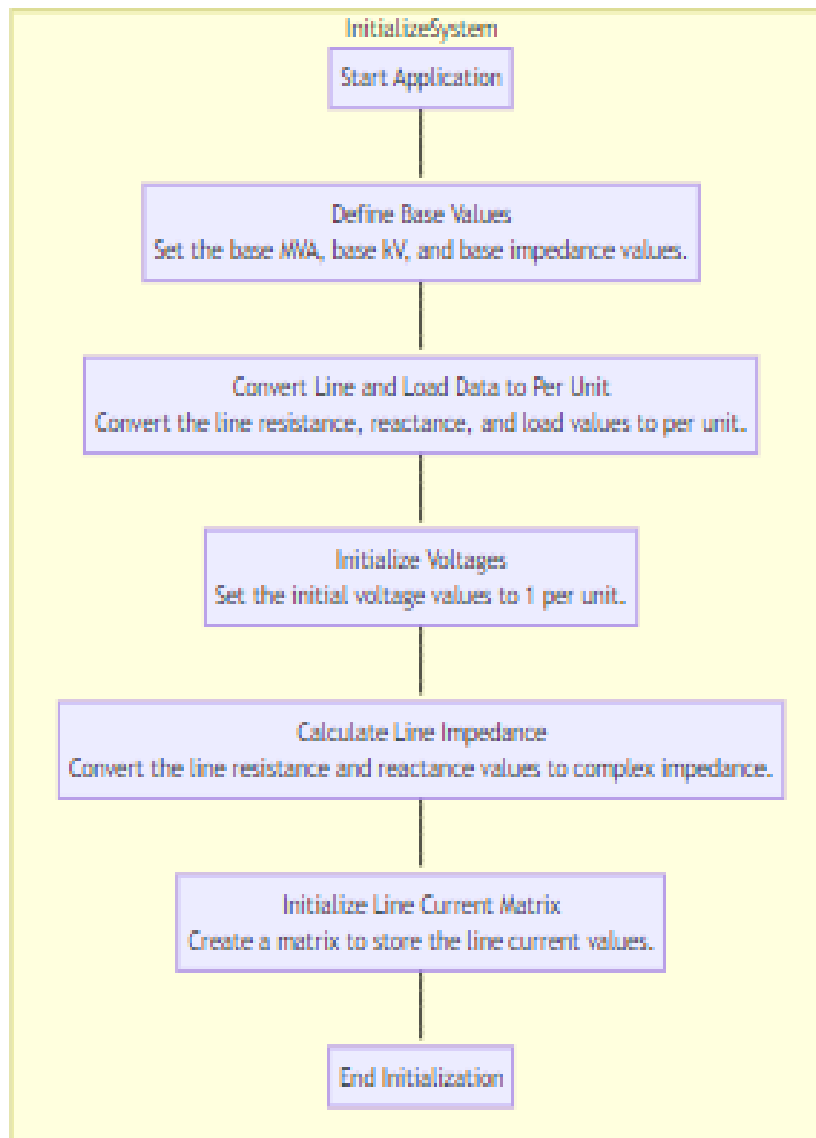 InitializeSystem
Start Application
Define Base Values
Set the base MVA, base kV, and base impedance values.
Convert Line and Load Data to Per Unit
Convert the line resistance, reactance, and load values to per unit.
Initialize Voltages
Set the initial voltage values to 1 per unit.
Calculate Line Impedance
Convert the line resistance and reactance values to complex impedance.
Initialize Line Current Matrix
Create a matrix to store the line current values.
End Initialization